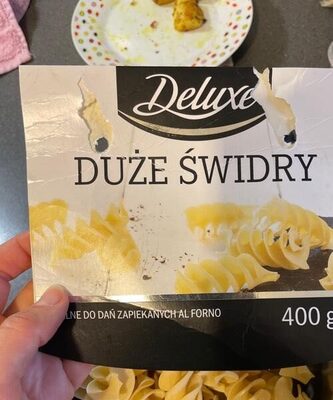 Deluxe
DUŻE ŚWIDRY
DO DAŃ ZAPIEKANYCH AL FORNO
400 g